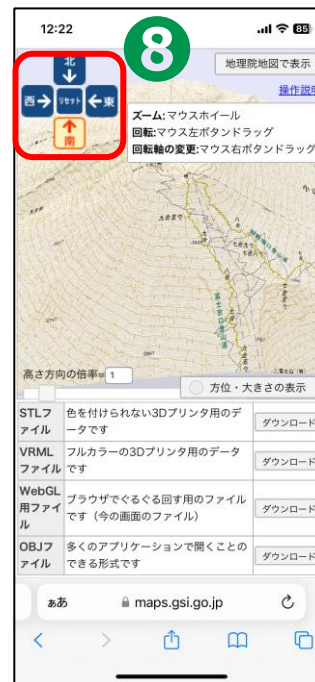 12:22
85
8
北
西
リセット
東
南
地理院地図で表示
操作説明
ズーム:マウスホイール
回転:マウス左ボタンドラッグ
回転軸の変更:マウス右ボタンドラッグ
富士宮口登山道
高さ方向の倍率= 1
方位・大きさの表示
STLフ
ァイル
色を付けられない3Dプリンタ用のデ
ータです
ダウンロード
VRML
ファイル
フルカラーの3Dプリンタ用のデータ
です
ダウンロード
WebGL
用ファイ
ル
ブラウザでぐるぐる回す用のファイル
です(今の画面のファイル)
ダウンロード
OBJフ
ァイル
多くのアプリケーションで開くことの
できる形式です
ダウンロード
ぁあ
maps.gsi.go.jp